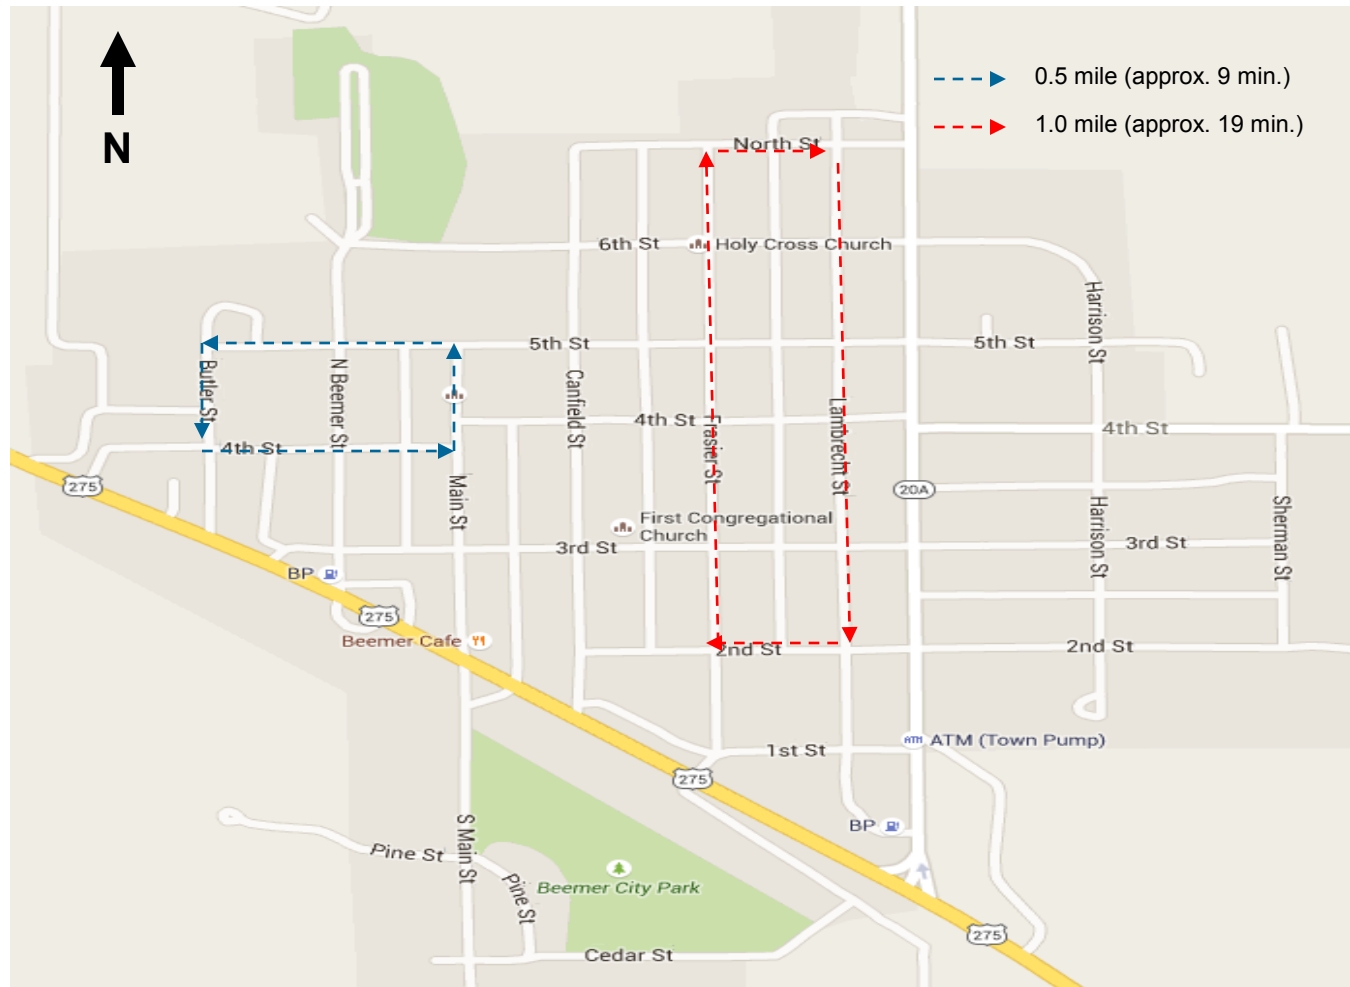 N
0.5 mile (approx. 9 min.)
1.0 mile (approx. 19 min.)
North St
6th St
Holy Cross Church
Harrison St
5th St
5th St
Butler St
N Beemer St
Canfield St
4th St
Frasier St
Lambrecht St
4th St
4th St
275
Main St
20A
First Congregational
Church
Harrison St
Sherman St
3rd St
3rd St
BP
275
Beemer Cafe
2nd St
2nd St
1st St
ATM
ATM (Town Pump)
275
BP
S Main St
Pine St
Pine St
Beemer City Park
275
Cedar St